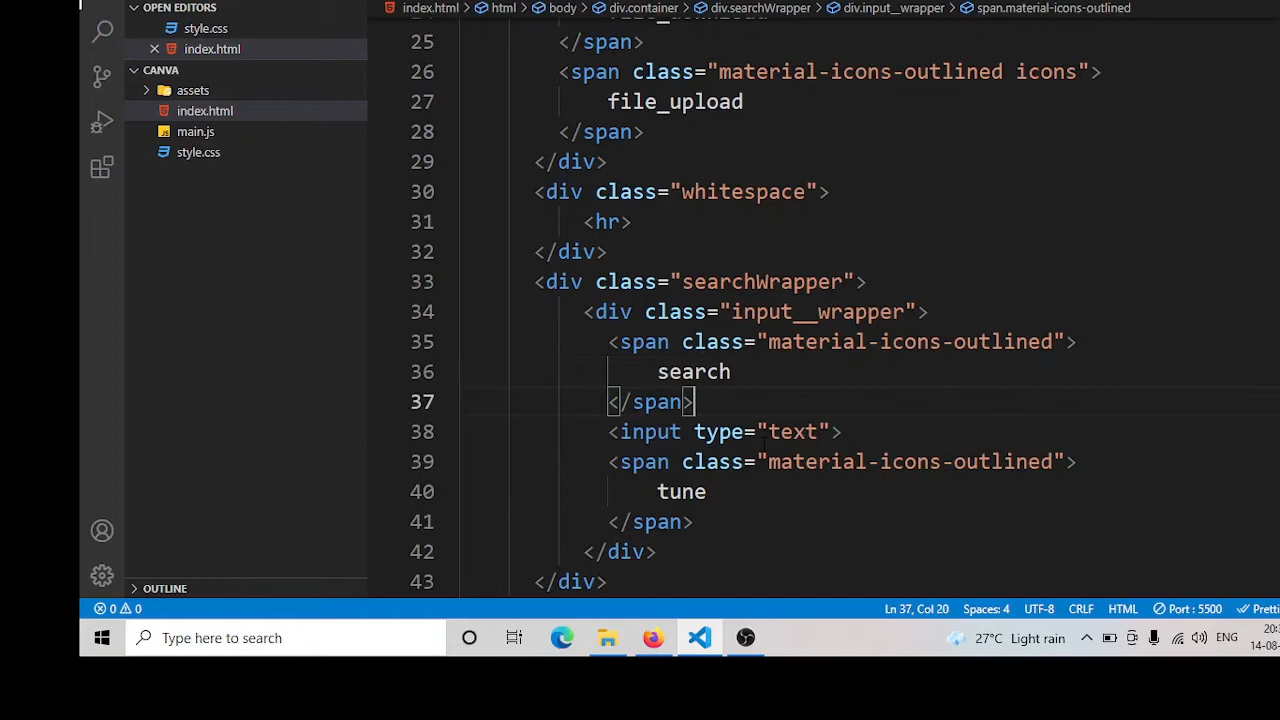 OPEN EDITORS
style.css
index.html
CANVA
assets
index.html
main.js
style.css
OUTLINE
index.html > html > body > div.container > div.searchWrapper > div.input__wrapper > span.material-icons-outlined
25 </span>
26 <span class="material-icons-outlined icons">
27 file_upload
28 </span>
29 </div>
30 <div class="whitespace">
31 <hr>
32 </div>
33 <div class="searchWrapper">
34 <div class="input__wrapper">
35 <span class="material-icons-outlined">
36 search
37 </span>
38 <input type="text">
39 <span class="material-icons-outlined">
40 tune
41 </span>
42 </div>
43 </div>
0 0 Ln 37, Col 20 Spaces: 4 UTF-8 CRLF HTML Port : 5500
Type here to search 27°C Light rain ENG